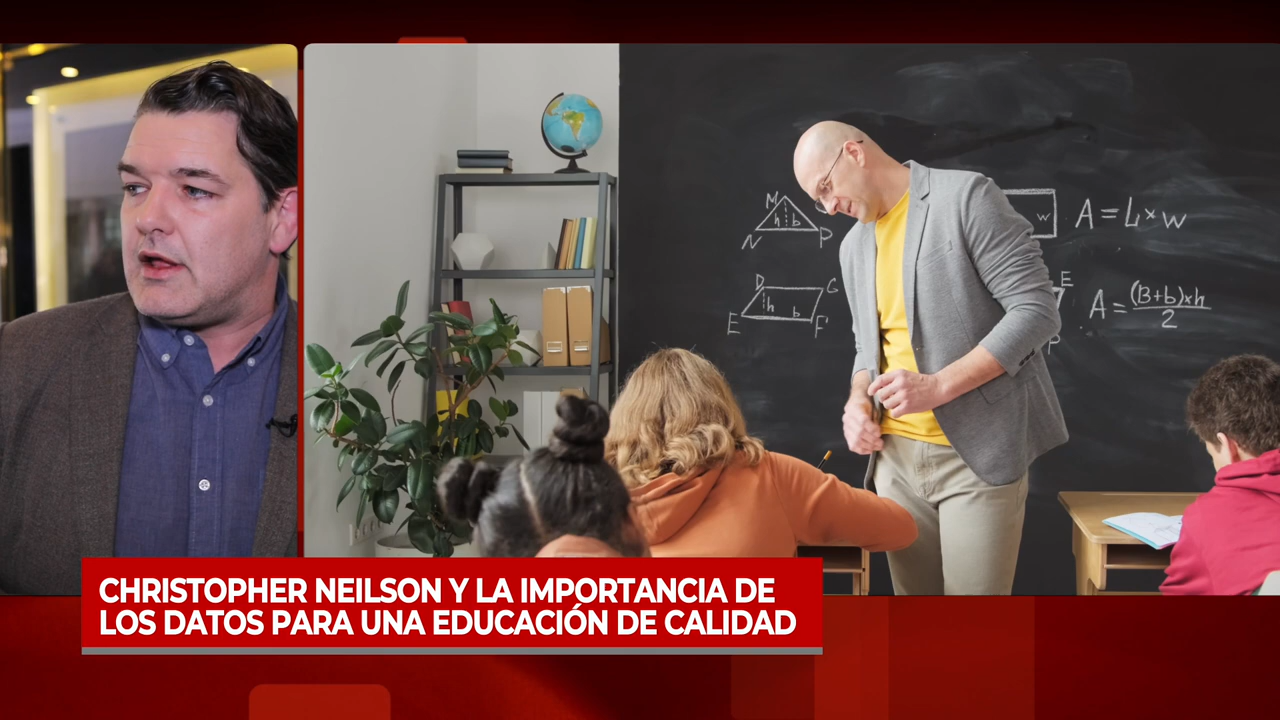 M
h
b
N
P
w
A = L × w
D
C
h
b
E
F
E
A = (B+b)×h
2
P
CHRISTOPHER NEILSON Y LA IMPORTANCIA DE
LOS DATOS PARA UNA EDUCACIÓN DE CALIDAD